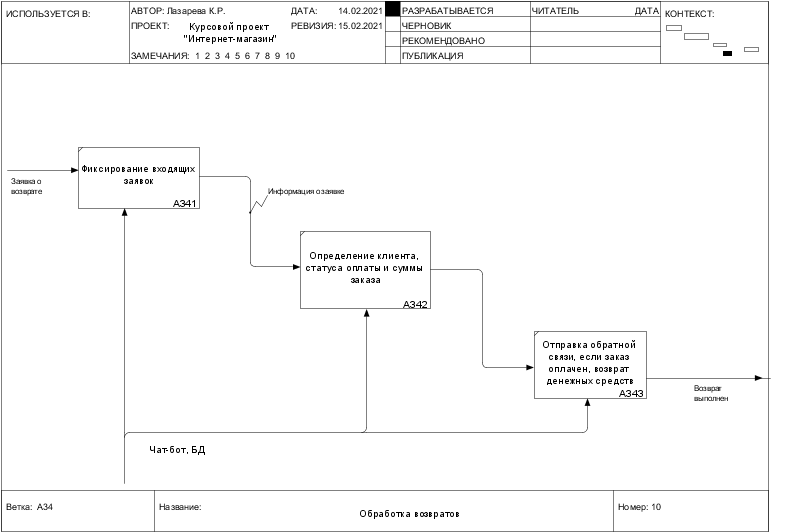 ИСПОЛЬЗУЕТСЯ В:
АВТОР: Лазарева К.Р.
ДАТА: 14.02.2021
РАЗРАБАТЫВАЕТСЯ
ЧИТАТЕЛЬ
ДАТА
КОНТЕКСТ:
ПРОЕКТ: Курсовой проект
"Интернет-магазин"
РЕВИЗИЯ: 15.02.2021
ЧЕРНОВИК
РЕКОМЕНДОВАНО
ЗАМЕЧАНИЯ: 1 2 3 4 5 6 7 8 9 10
ПУБЛИКАЦИЯ
Заявка о
возврате
Фиксирование входящих
заявок
A341
Информация о заявке
Определение клиента,
статуса оплаты и суммы
заказа
A342
Отправка обратной
связи, если заказ
оплачен, возврат
денежных средств
A343
Возврат
выполнен
Чат-бот, БД
Ветка: A34
Название:
Обработка возвратов
Номер: 10